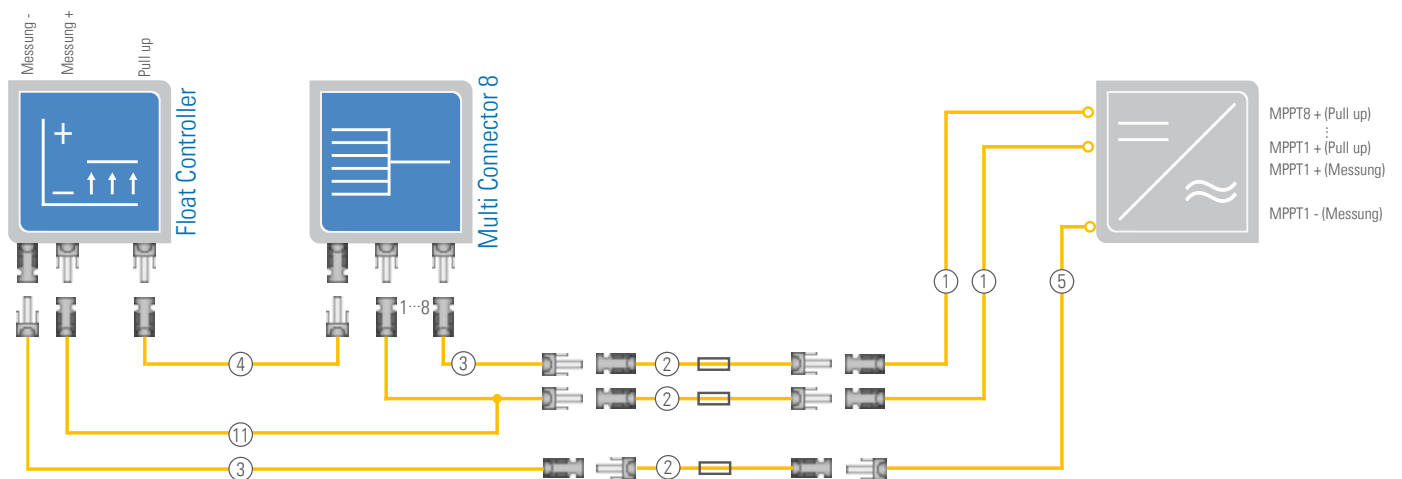 Messung -
Messung +
Pull up
Float Controller
Multi Connector 8
MPPT8 + (Pull up)
⋮
MPPT1 + (Pull up)
MPPT1 + (Messung)
MPPT1 - (Messung)
1 1 5
1···8
4 3 2
2
11
3 2